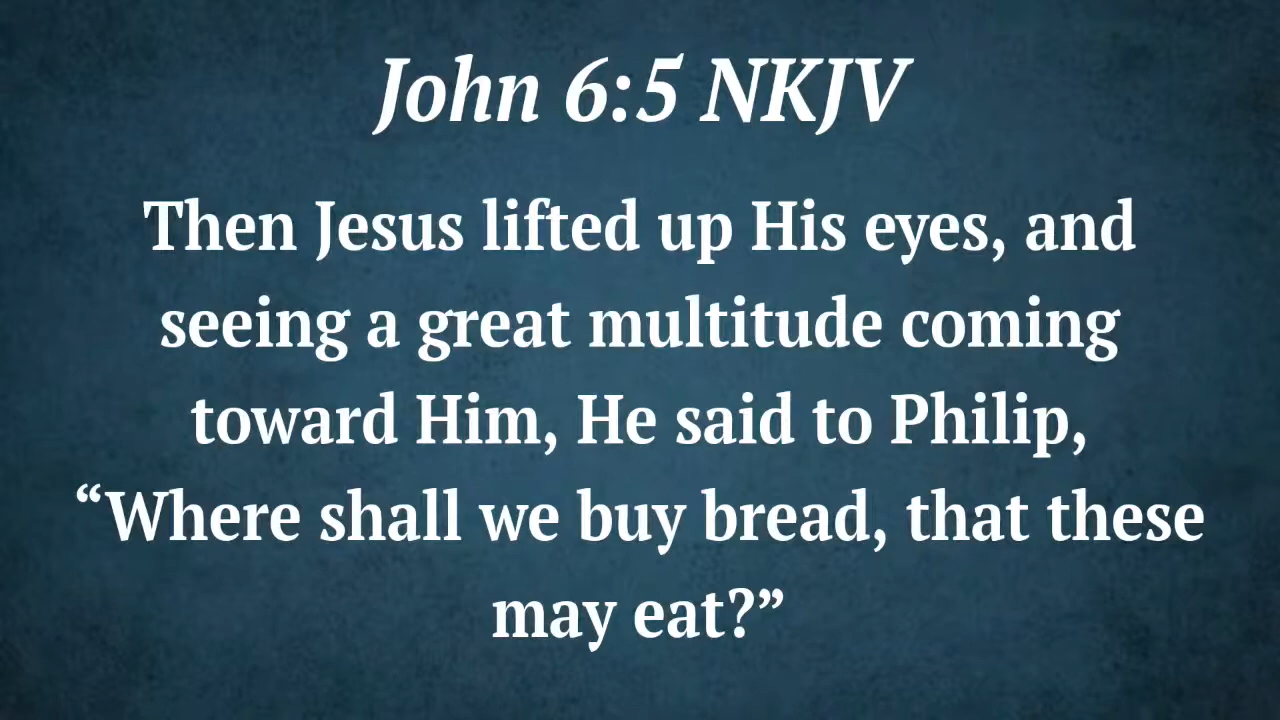 John 6:5 NKJV
Then Jesus lifted up His eyes, and
seeing a great multitude coming
toward Him, He said to Philip,
“Where shall we buy bread, that these
may eat?”